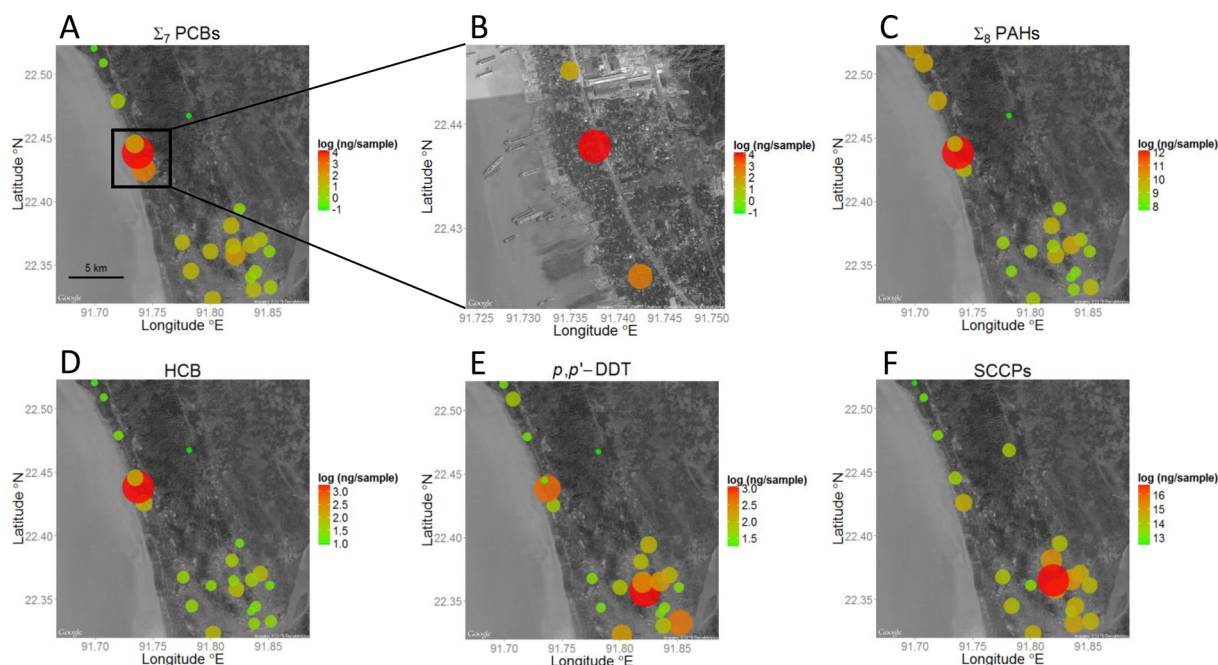 A
Σ7 PCBs
B
C
Σ8 PAHs
22.50
22.45
22.40
22.35
Latitude °N
5 km
Google
91.70 91.75 91.80 91.85
Longitude °E
log (ng/sample)
4
3
2
1
0
-1
22.44
22.43
Latitude °N
Google
91.725 91.730 91.735 91.740 91.745 91.750
Longitude °E
log (ng/sample)
4
3
2
1
0
-1
22.50
22.45
22.40
22.35
Latitude °N
Google
91.70 91.75 91.80 91.85
Longitude °E
log (ng/sample)
12
11
10
9
8
D
HCB
E
p,p'–DDT
F
SCCPs
22.50
22.45
22.40
22.35
Latitude °N
Google
91.70 91.75 91.80 91.85
Longitude °E
log (ng/sample)
3.0
2.5
2.0
1.5
1.0
22.50
22.45
22.40
22.35
Latitude °N
Google
91.70 91.75 91.80 91.85
Longitude °E
log (ng/sample)
3.0
2.5
2.0
1.5
22.50
22.45
22.40
22.35
Latitude °N
Google
91.70 91.75 91.80 91.85
Longitude °E
log (ng/sample)
16
15
14
13